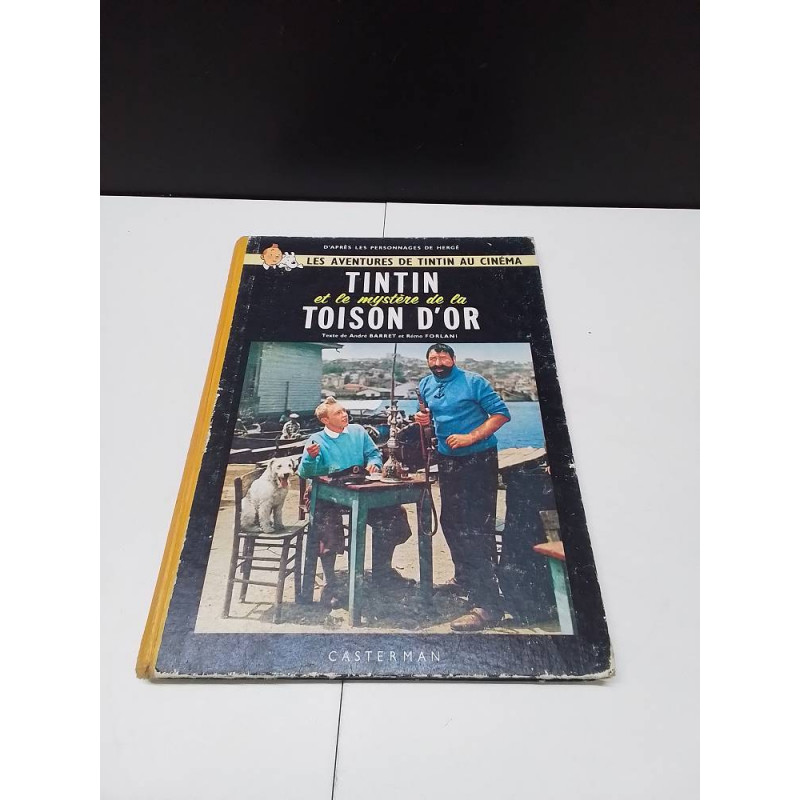 D'APRÈS LES PERSONNAGES DE HERGÉ
LES AVENTURES DE TINTIN AU CINÉMA
TINTIN
et le mystère de la
TOISON D'OR
Texte de André BARRET et Rémo FORLANI
CASTERMAN